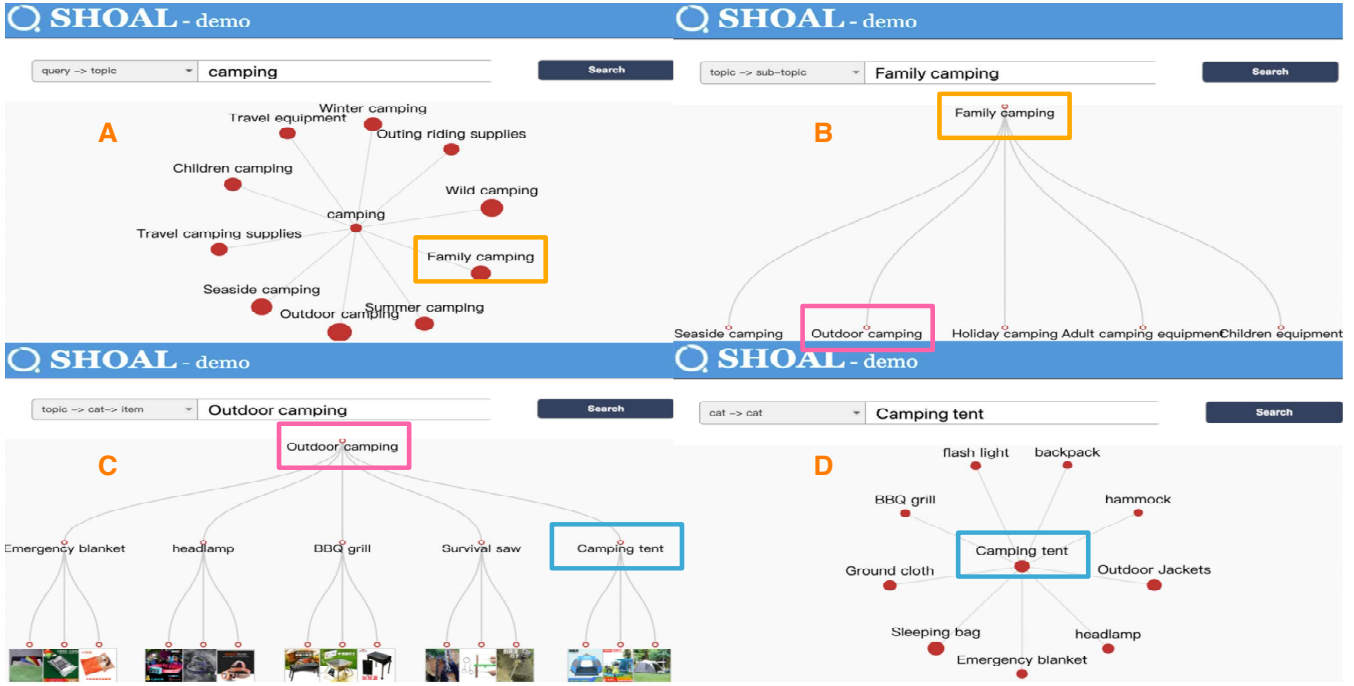 SHOAL - demo
query -> topic
camping
Search
A
Winter camping
Travel equipment
Outing riding supplies
Children camping
Wild camping
camping
Travel camping supplies
Family camping
Seaside camping
Summer camping
Outdoor camping
SHOAL - demo
topic -> sub-topic
Family camping
Search
B
Family camping
Seaside camping
Outdoor camping
Holiday camping
Adult camping equipment
Children equipment
SHOAL - demo
topic -> cat-> item
Outdoor camping
Search
C
Outdoor camping
Emergency blanket
headlamp
BBQ grill
Survival saw
Camping tent
SHOAL - demo
cat -> cat
Camping tent
Search
D
flash light
backpack
BBQ grill
hammock
Camping tent
Ground cloth
Outdoor Jackets
Sleeping bag
headlamp
Emergency blanket